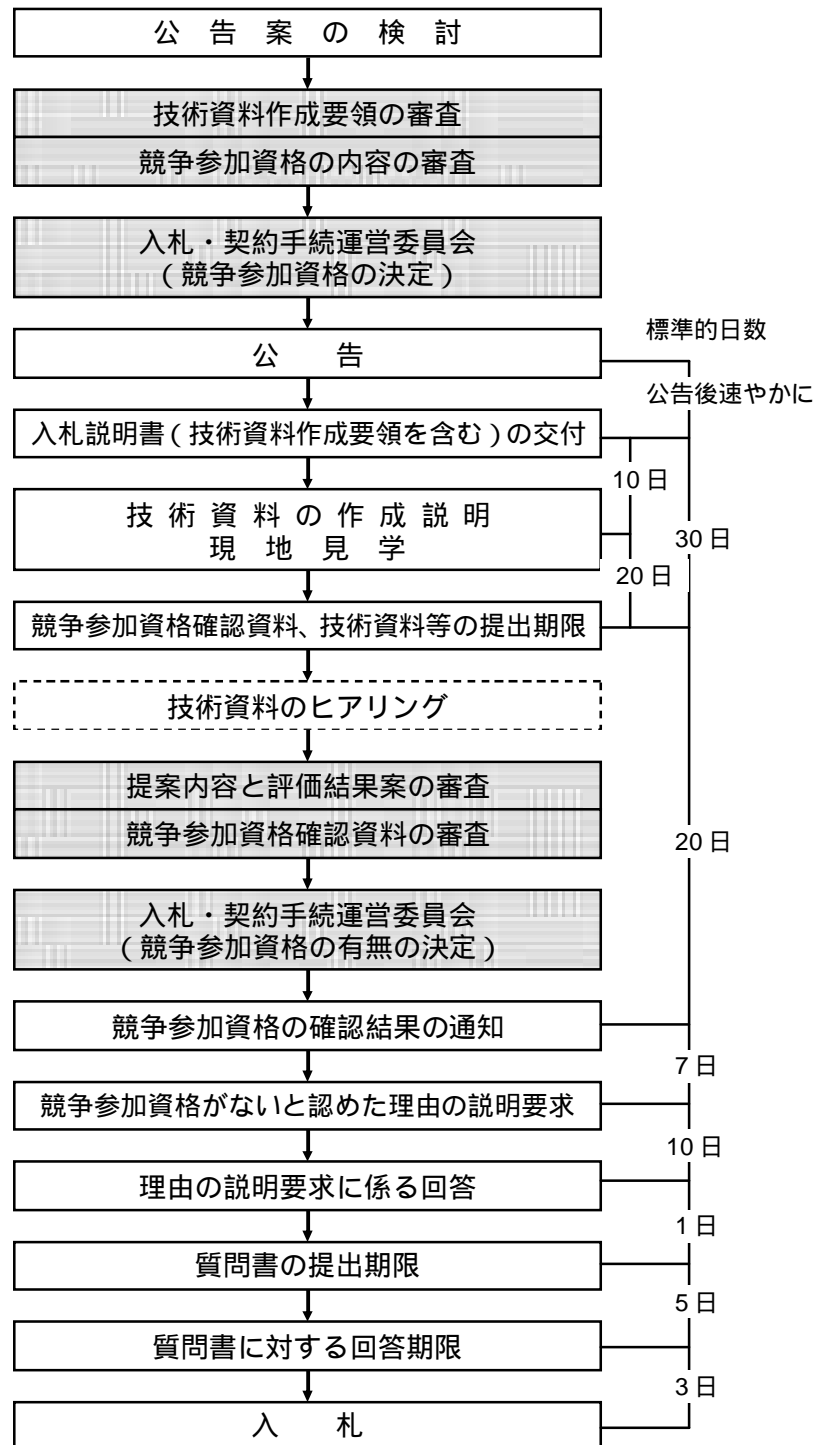 公告案の検討
技術資料作成要領の審査
競争参加資格の内容の審査
入札・契約手続運営委員会
(競争参加資格の決定)
標準的日数
公告
公告後速やかに
入札説明書(技術資料作成要領を含む)の交付
10日
技術資料の作成説明
現地見学
30日
20日
競争参加資格確認資料、技術資料等の提出期限
技術資料のヒアリング
提案内容と評価結果案の審査
競争参加資格確認資料の審査
20日
入札・契約手続運営委員会
(競争参加資格の有無の決定)
競争参加資格の確認結果の通知
7日
競争参加資格がないと認めた理由の説明要求
10日
理由の説明要求に係る回答
1日
質問書の提出期限
5日
質問書に対する回答期限
3日
入札